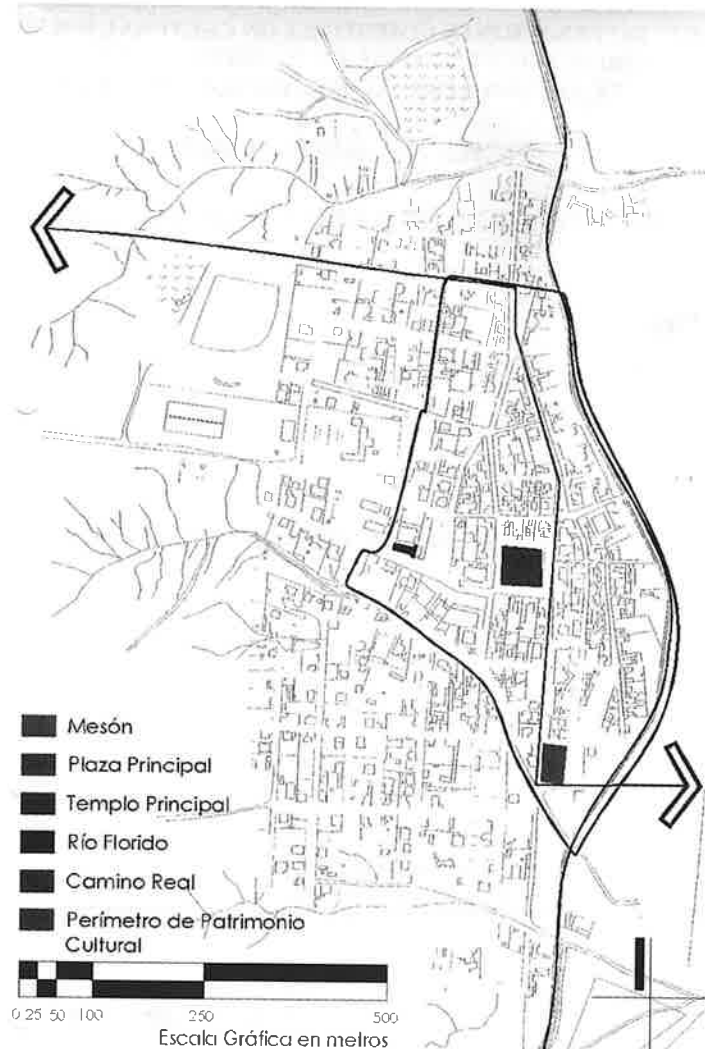 Mesón
Plaza Principal
Templo Principal
Río Florido
Camino Real
Perímetro de Patrimonio
Cultural
0 25 50 100 250 500
Escala Gráfica en metros